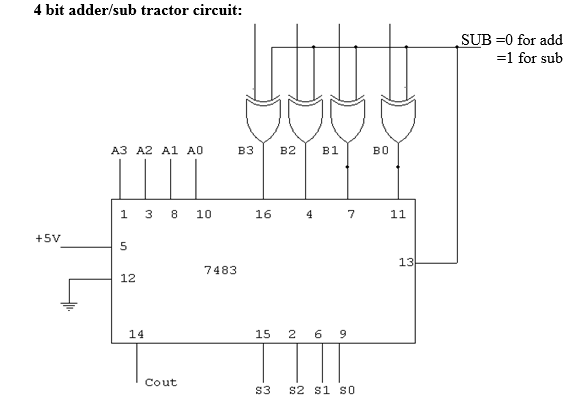 4 bit adder/sub tractor circuit:
SUB =0 for add
=1 for sub
A3 A2 A1 A0 B3 B2 B1 B0
1 3 8 10 16 4 7 11
+5V
5
13
7483
12
14 15 2 6 9
Cout
S3 S2 S1 S0